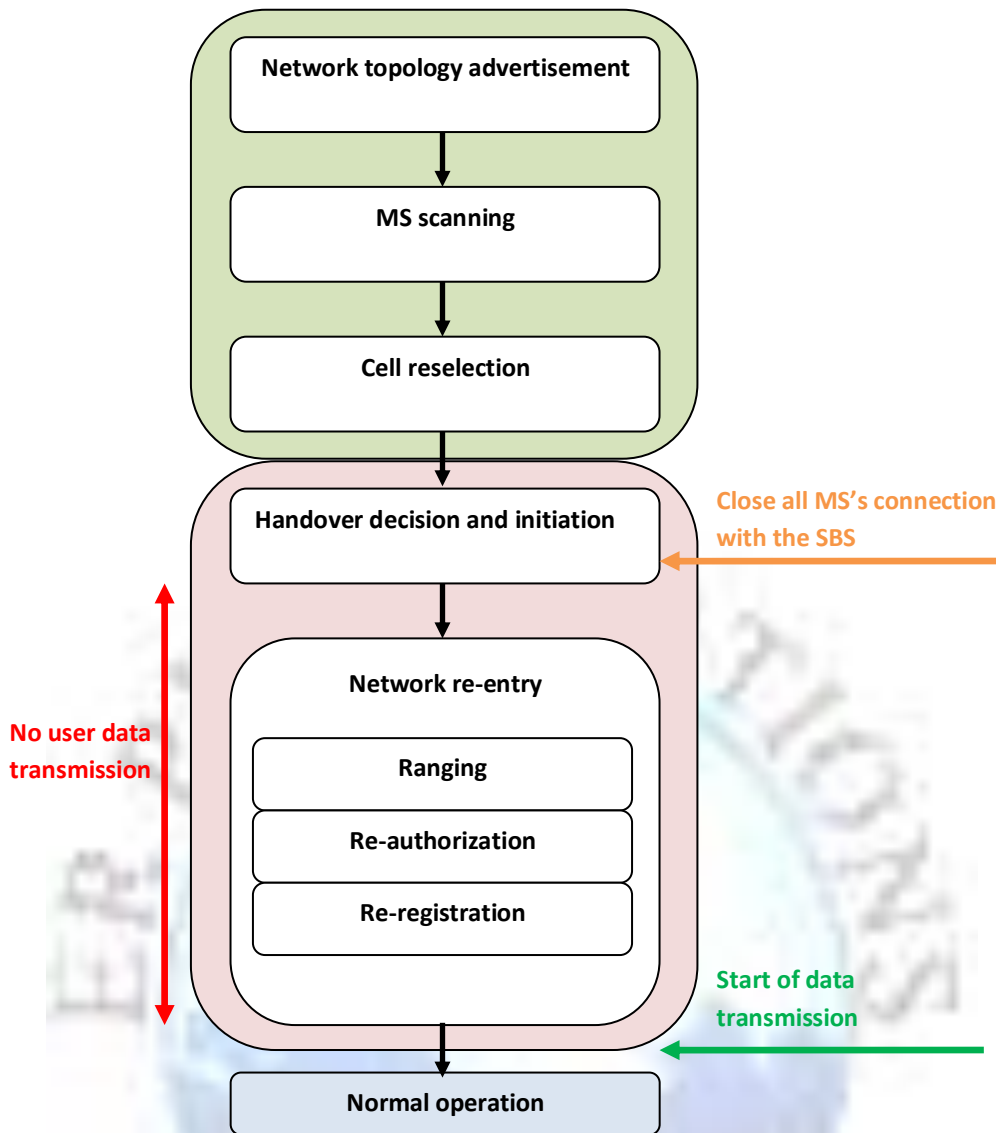 Network topology advertisement
MS scanning
Cell reselection
Handover decision and initiation
Close all MS’s connection
with the SBS
Network re-entry
No user data
transmission
Ranging
Re-authorization
Re-registration
Start of data
transmission
Normal operation